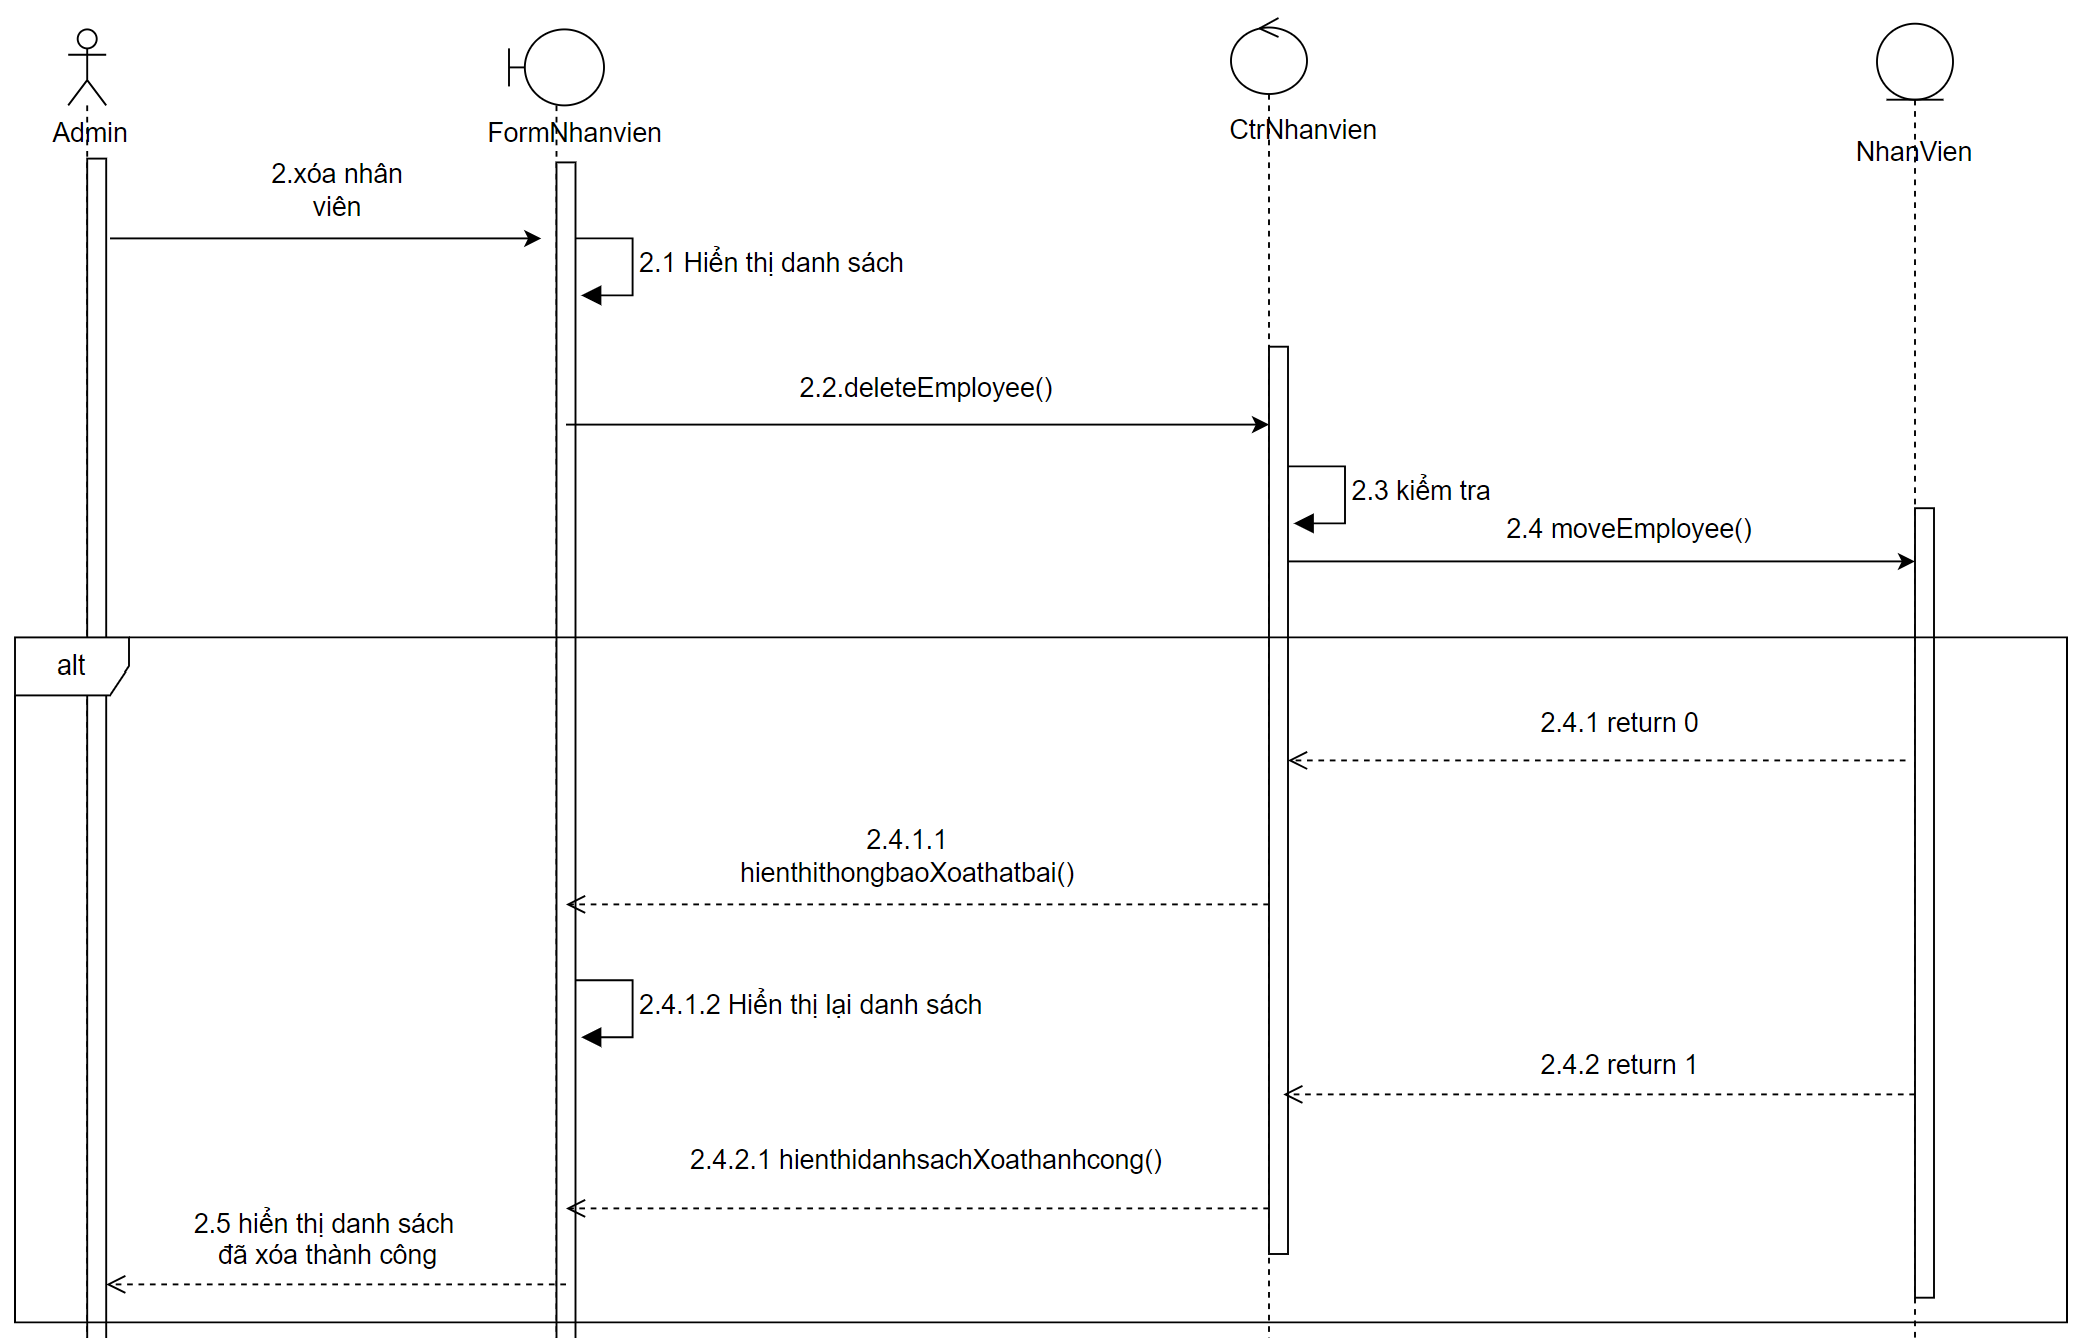 Admin
FormNhanvien
CtrNhanvien
NhanVien
2.xóa nhân
viên
2.1 Hiển thị danh sách
2.2.deleteEmployee()
2.3 kiểm tra
2.4 moveEmployee()
alt
2.4.1 return 0
2.4.1.1
hienthithongbaoXoathatbai()
2.4.1.2 Hiển thị lại danh sách
2.4.2 return 1
2.4.2.1 hienthidanhsachXoathanhcong()
2.5 hiển thị danh sách
đã xóa thành công